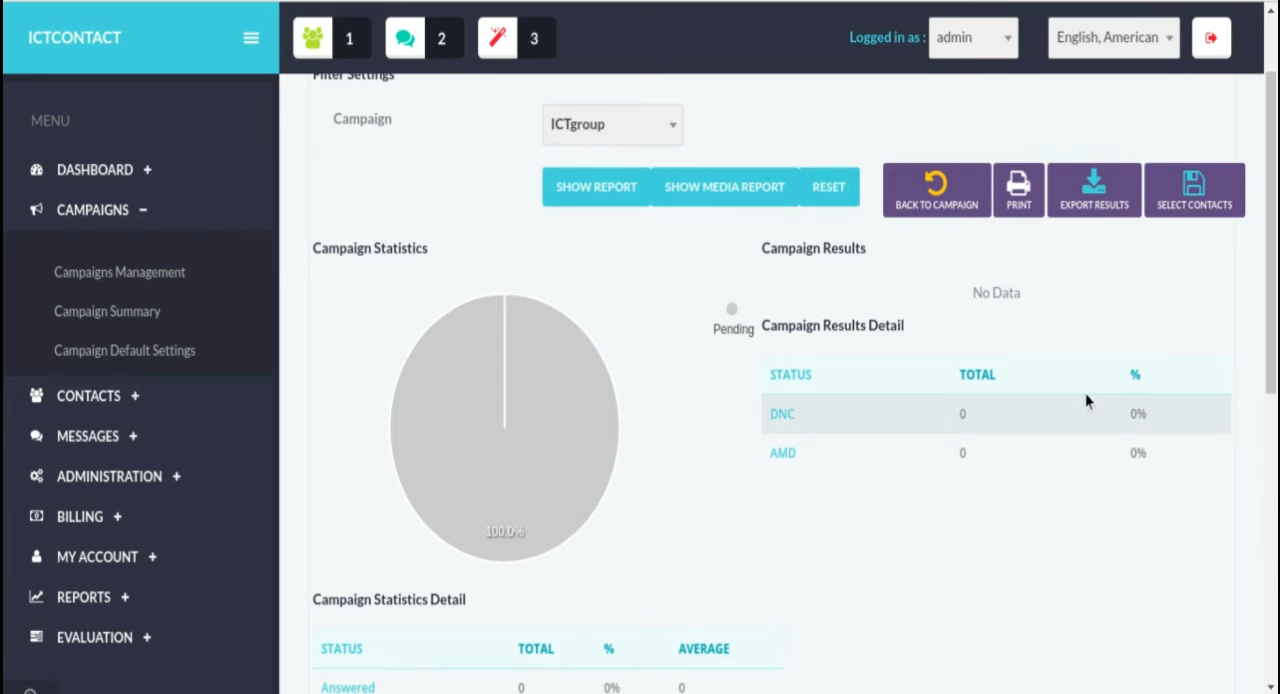 ICTCONTACT
1
2
3
Logged in as :
admin
English, American
MENU
DASHBOARD +
CAMPAIGNS −
Campaigns Management
Campaign Summary
Campaign Default Settings
CONTACTS +
MESSAGES +
ADMINISTRATION +
BILLING +
MY ACCOUNT +
REPORTS +
EVALUATION +
Filter Settings
Campaign
ICTgroup
SHOW REPORT
SHOW MEDIA REPORT
RESET
BACK TO CAMPAIGN
PRINT
EXPORT RESULTS
SELECT CONTACTS
Campaign Statistics
100.0%
Pending
Campaign Results
No Data
Campaign Results Detail
STATUS TOTAL %
DNC 0 0%
AMD 0 0%
Campaign Statistics Detail
STATUS TOTAL % AVERAGE
Answered 0 0% 0